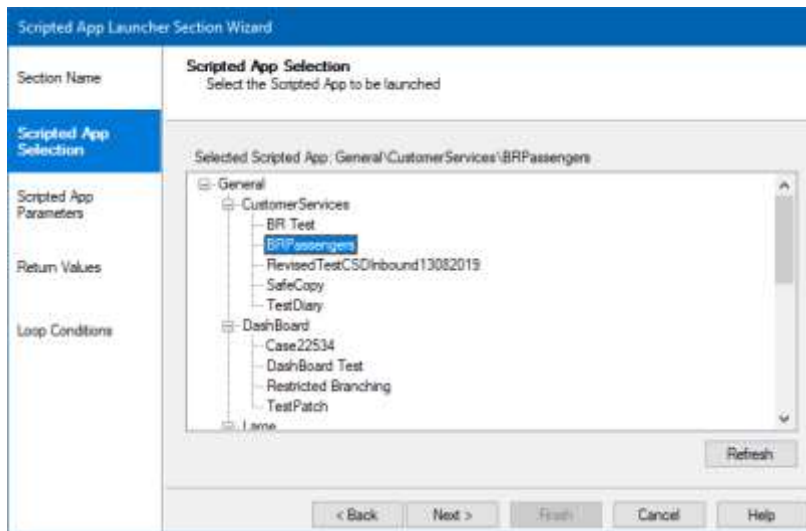 Scripted App Launcher Section Wizard
Section Name
Scripted App Selection
Scripted App Parameters
Return Values
Loop Conditions
Scripted App Selection
Select the Scripted App to be launched
Selected Scripted App: General\CustomerServices\BRPassengers
General
CustomerServices
BR Test
BRPassengers
RevisedTestCSDInbound13082019
SafeCopy
TestDiary
DashBoard
Case22534
DashBoard Test
Restricted Branching
TestPatch
Large
Refresh
< Back
Next >
Finish
Cancel
Help